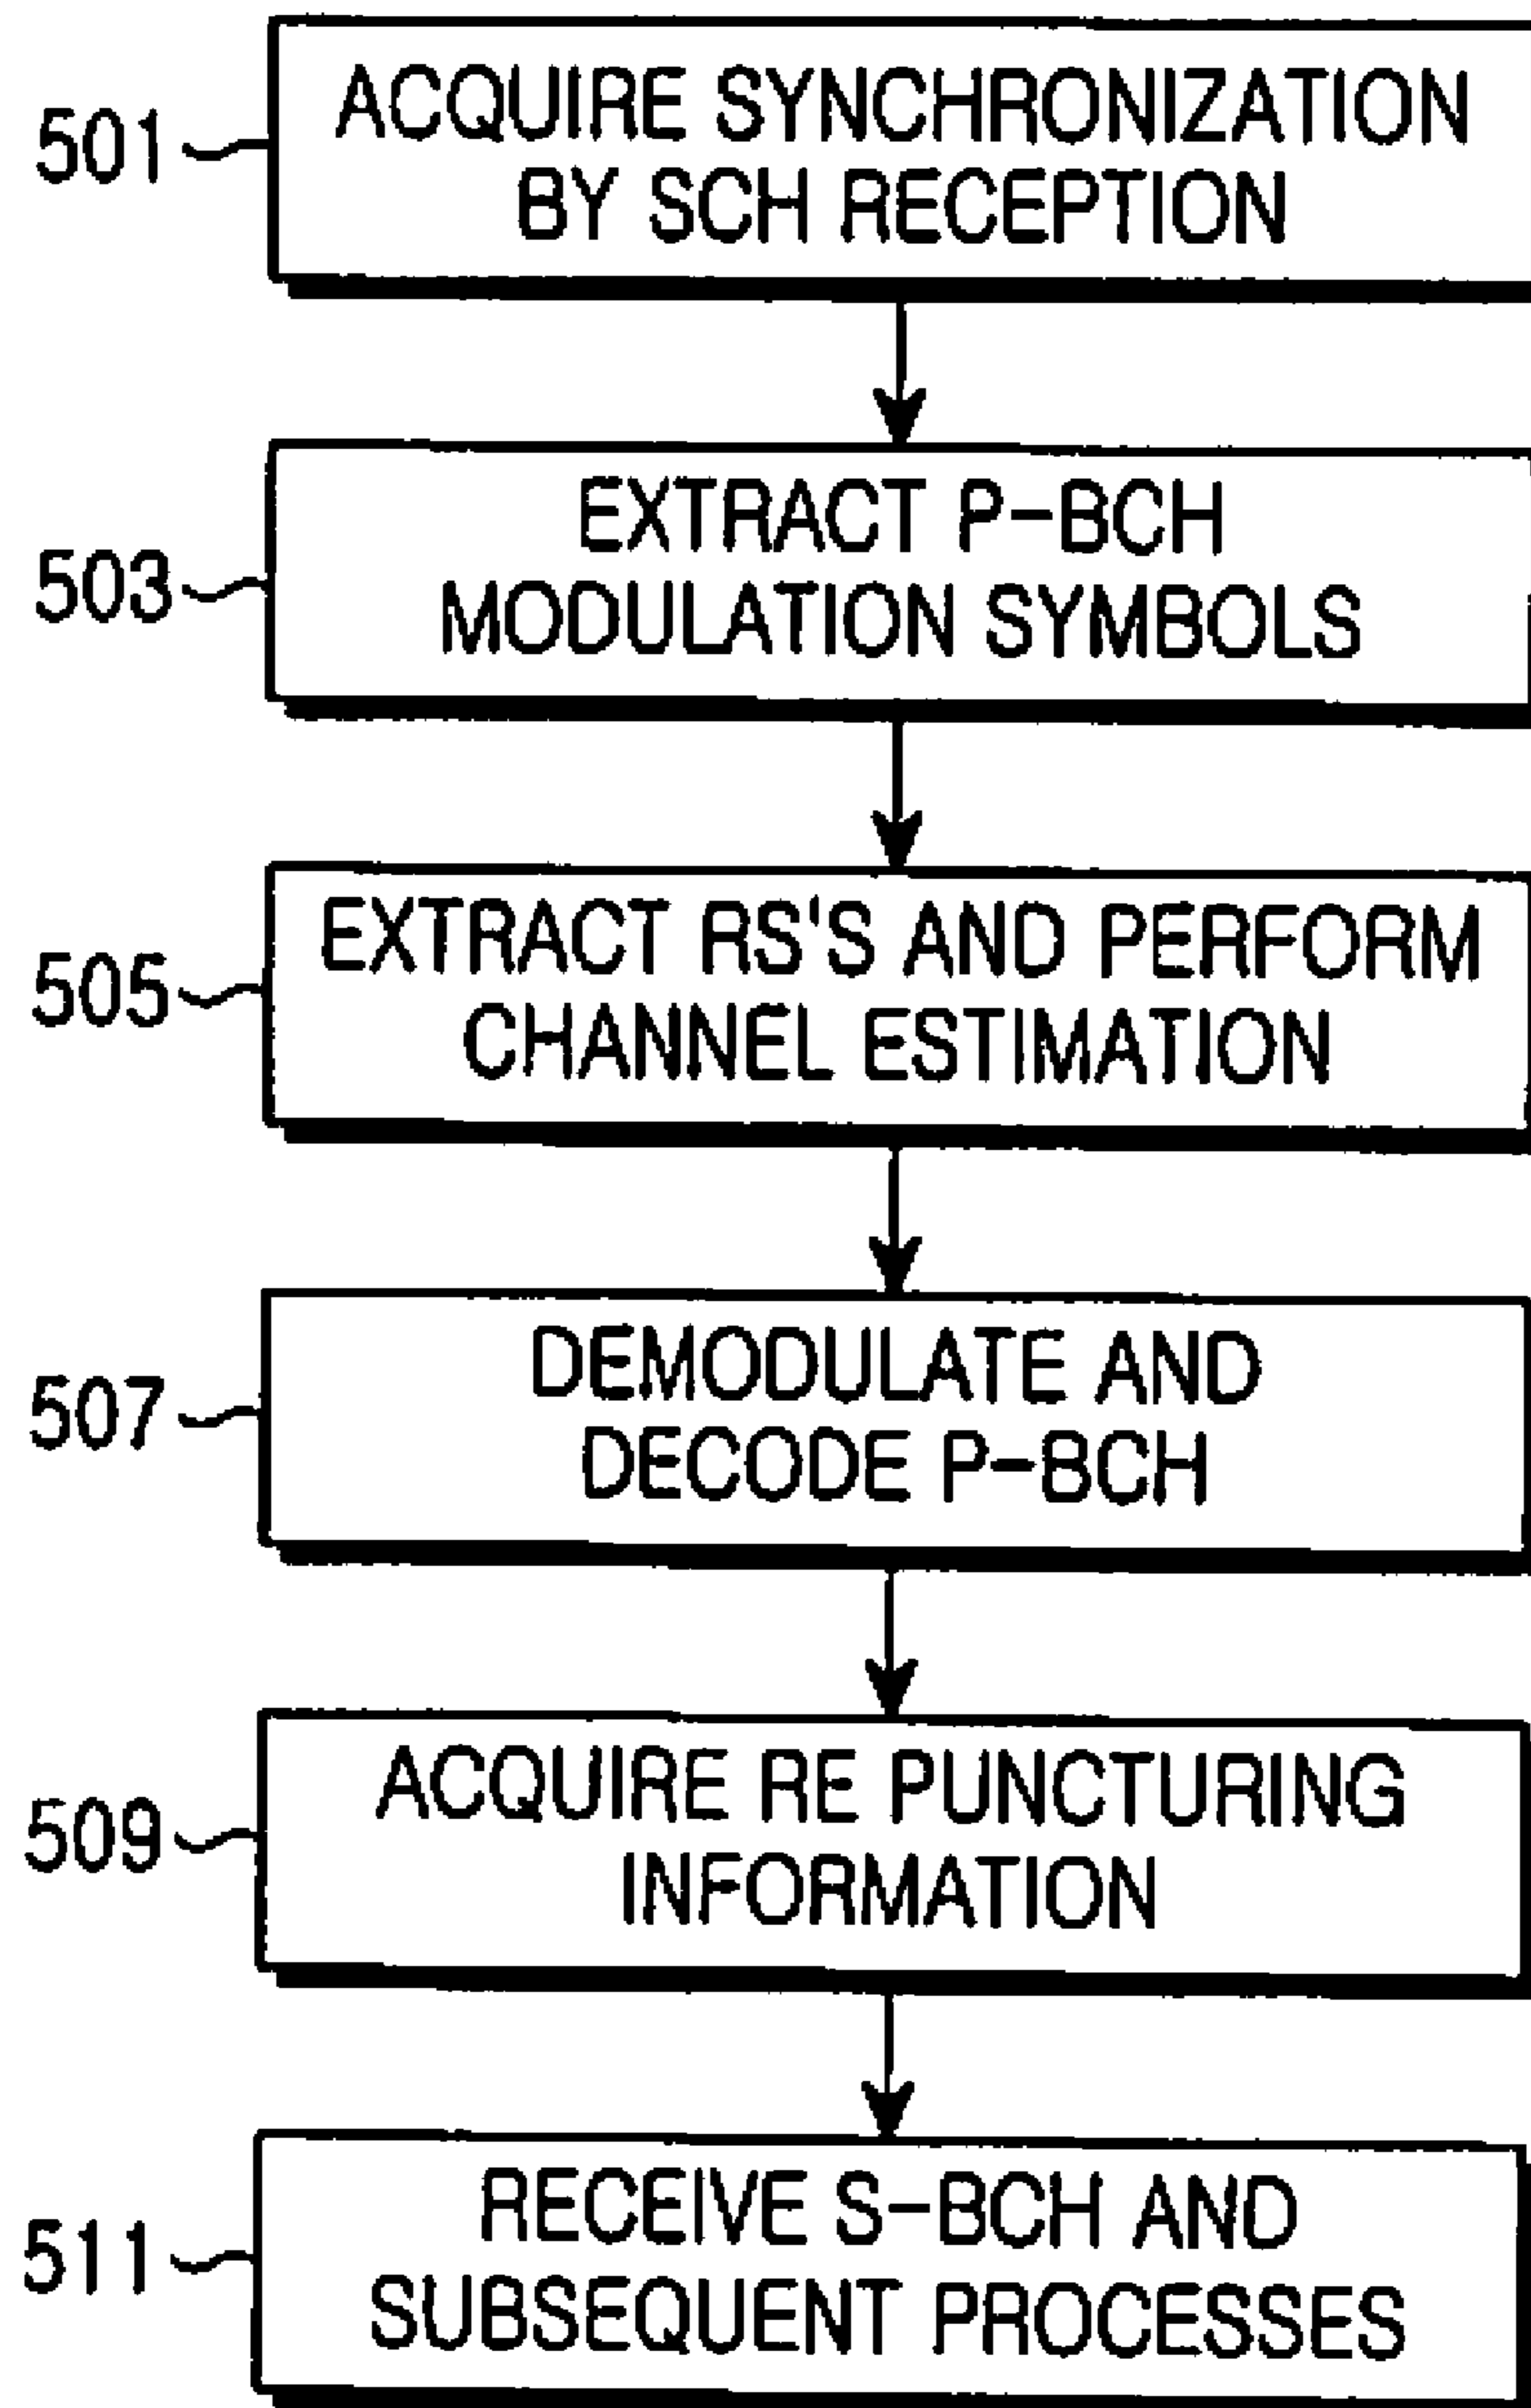 501
ACQUIRE SYNCHRONIZATION
BY SCH RECEPTION
503
EXTRACT P-BCH
MODULATION SYMBOLS
505
EXTRACT RS'S AND PERFORM
CHANNEL ESTIMATION
507
DEMODULATE AND
DECODE P-BCH
509
ACQUIRE RE PUNCTURING
INFORMATION
511
RECEIVE S-BCH AND
SUBSEQUENT PROCESSES